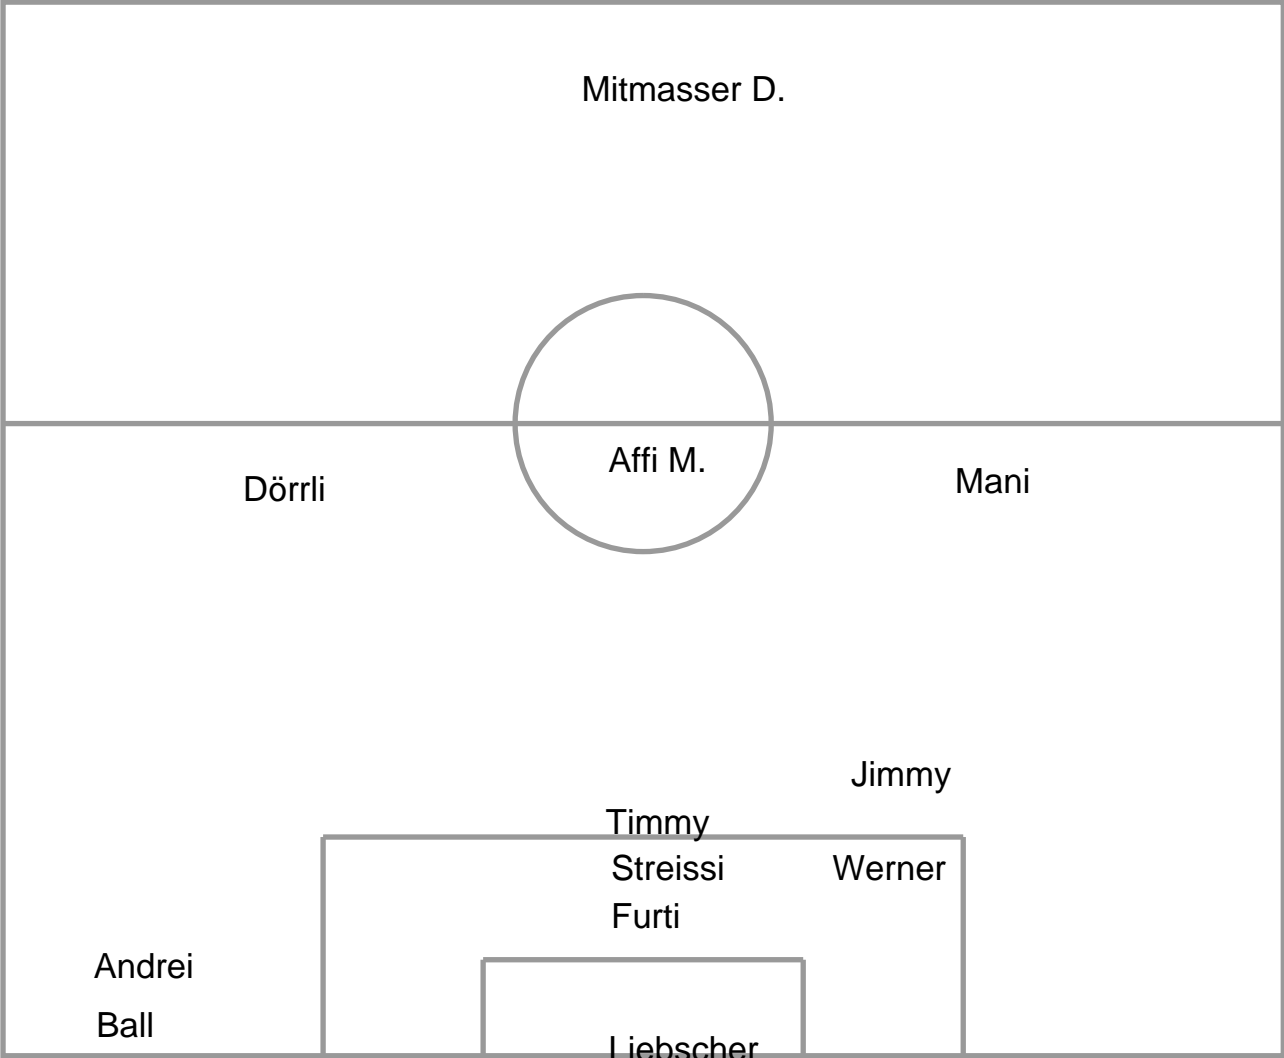 Mitmasser D.
Affi M.
Dörrli
Mani
Jimmy
Timmy
Streissi
Werner
Furti
Andrei
Ball
Liebscher